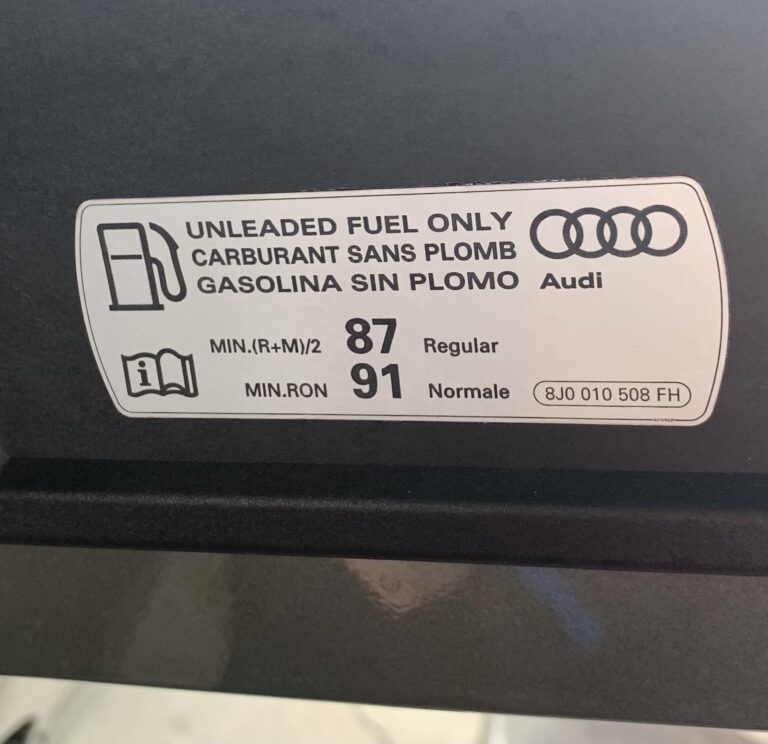 UNLEADED FUEL ONLY
CARBURANT SANS PLOMB
GASOLINA SIN PLOMO Audi
MIN.(R+M)/2 87 Regular
MIN.RON 91 Normale 8J0 010 508 FH
i